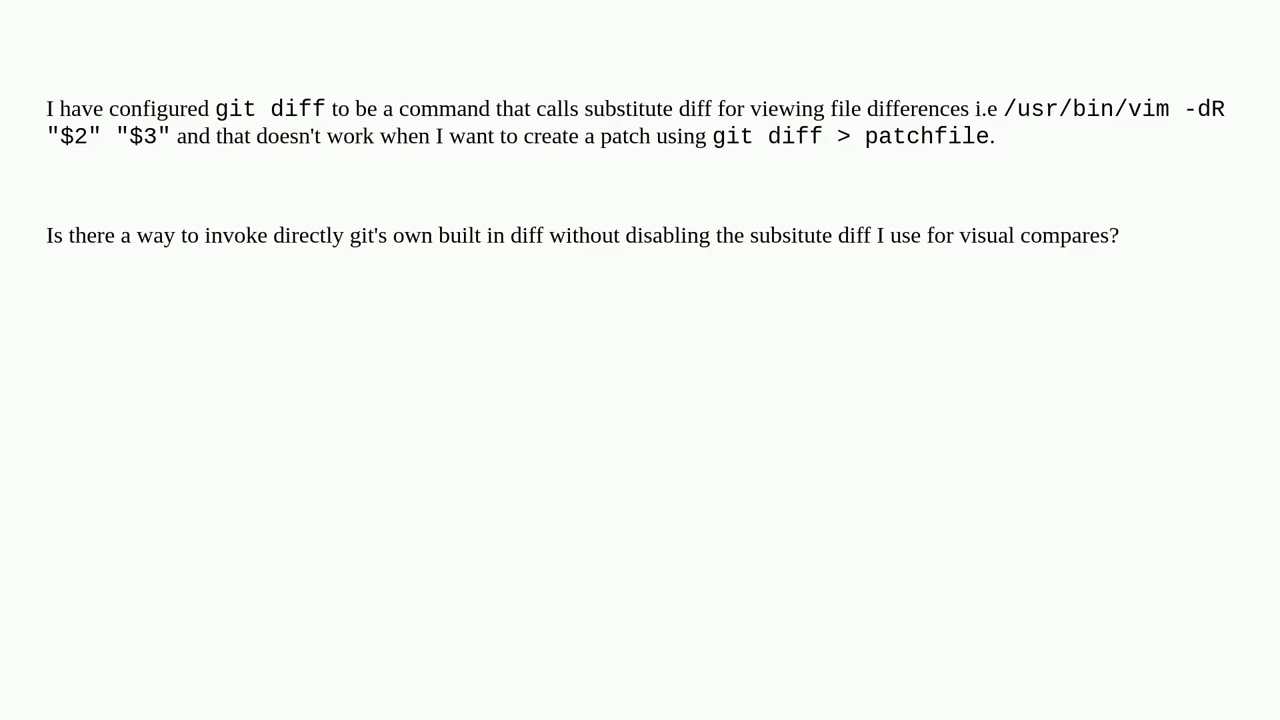 I have configured git diff to be a command that calls substitute diff for viewing file differences i.e /usr/bin/vim -dR
"$2" "$3" and that doesn't work when I want to create a patch using git diff > patchfile.
Is there a way to invoke directly git's own built in diff without disabling the subsitute diff I use for visual compares?